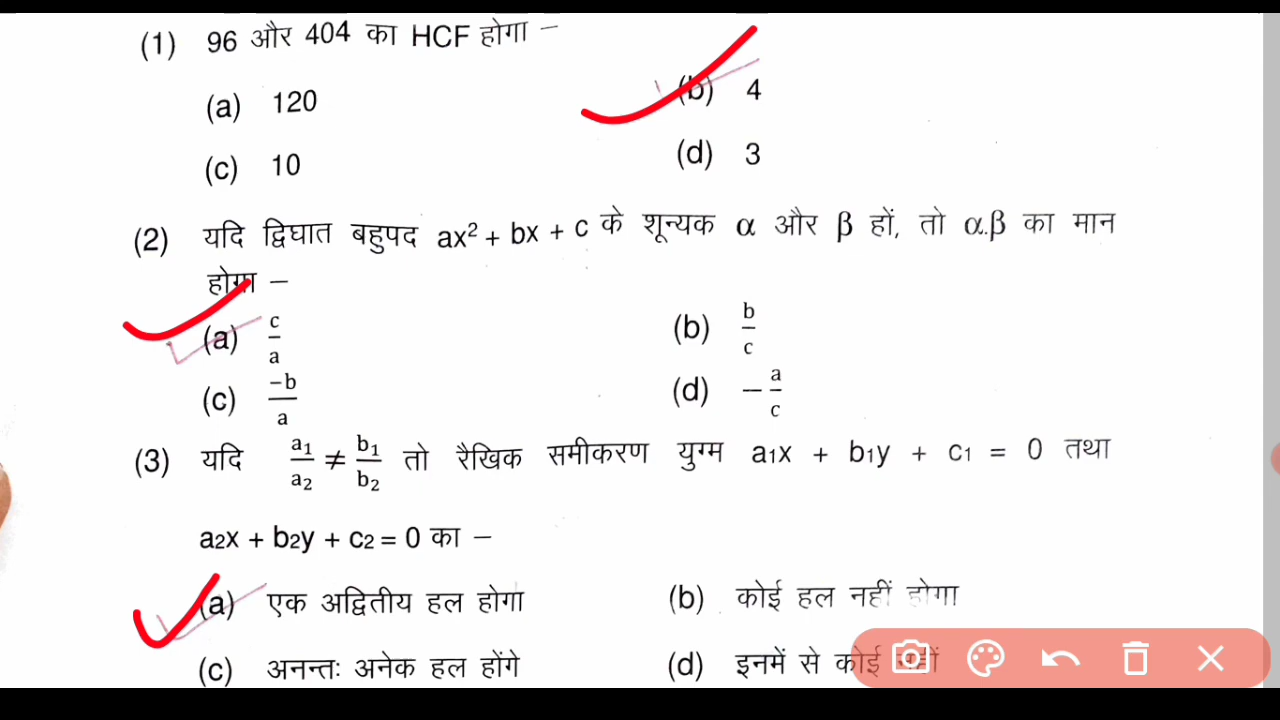 (1) 96 और 404 का HCF होगा –
(a) 120 (b) 4
(c) 10 (d) 3
(2) यदि द्विघात बहुपद ax² + bx + c के शून्यक α और β हों, तो α.β का मान
होगा –
(a) c/a (b) b/c
(c) –b/a (d) – a/c
(3) यदि a₁/a₂ ≠ b₁/b₂ तो रैखिक समीकरण युग्म a₁x + b₁y + c₁ = 0 तथा
a₂x + b₂y + c₂ = 0 का –
(a) एक अद्वितीय हल होगा (b) कोई हल नहीं होगा
(c) अनन्तः अनेक हल होंगे (d) इनमें से कोई नहीं